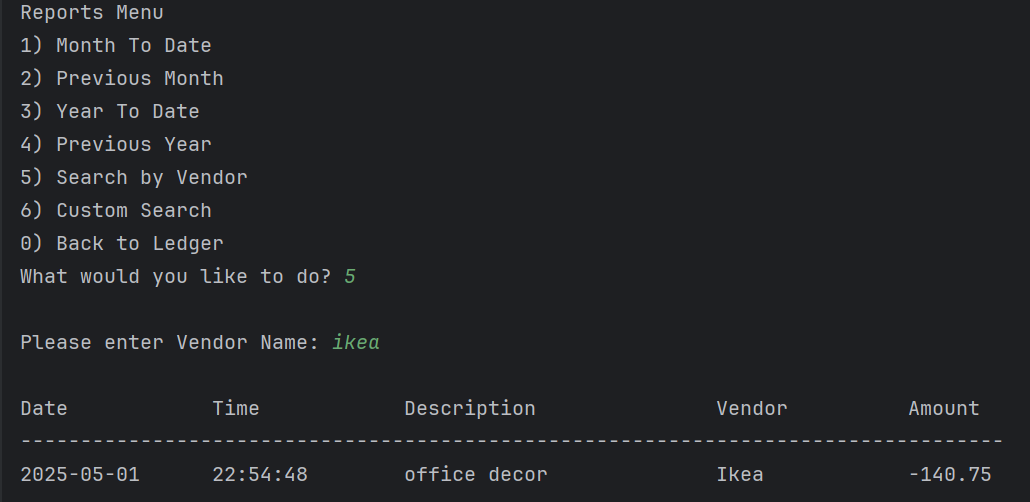 Reports Menu
1) Month To Date
2) Previous Month
3) Year To Date
4) Previous Year
5) Search by Vendor
6) Custom Search
0) Back to Ledger
What would you like to do? 5
Please enter Vendor Name: ikea
Date Time Description Vendor Amount
----------------------------------------------------------------------------------
2025-05-01 22:54:48 office decor Ikea -140.75